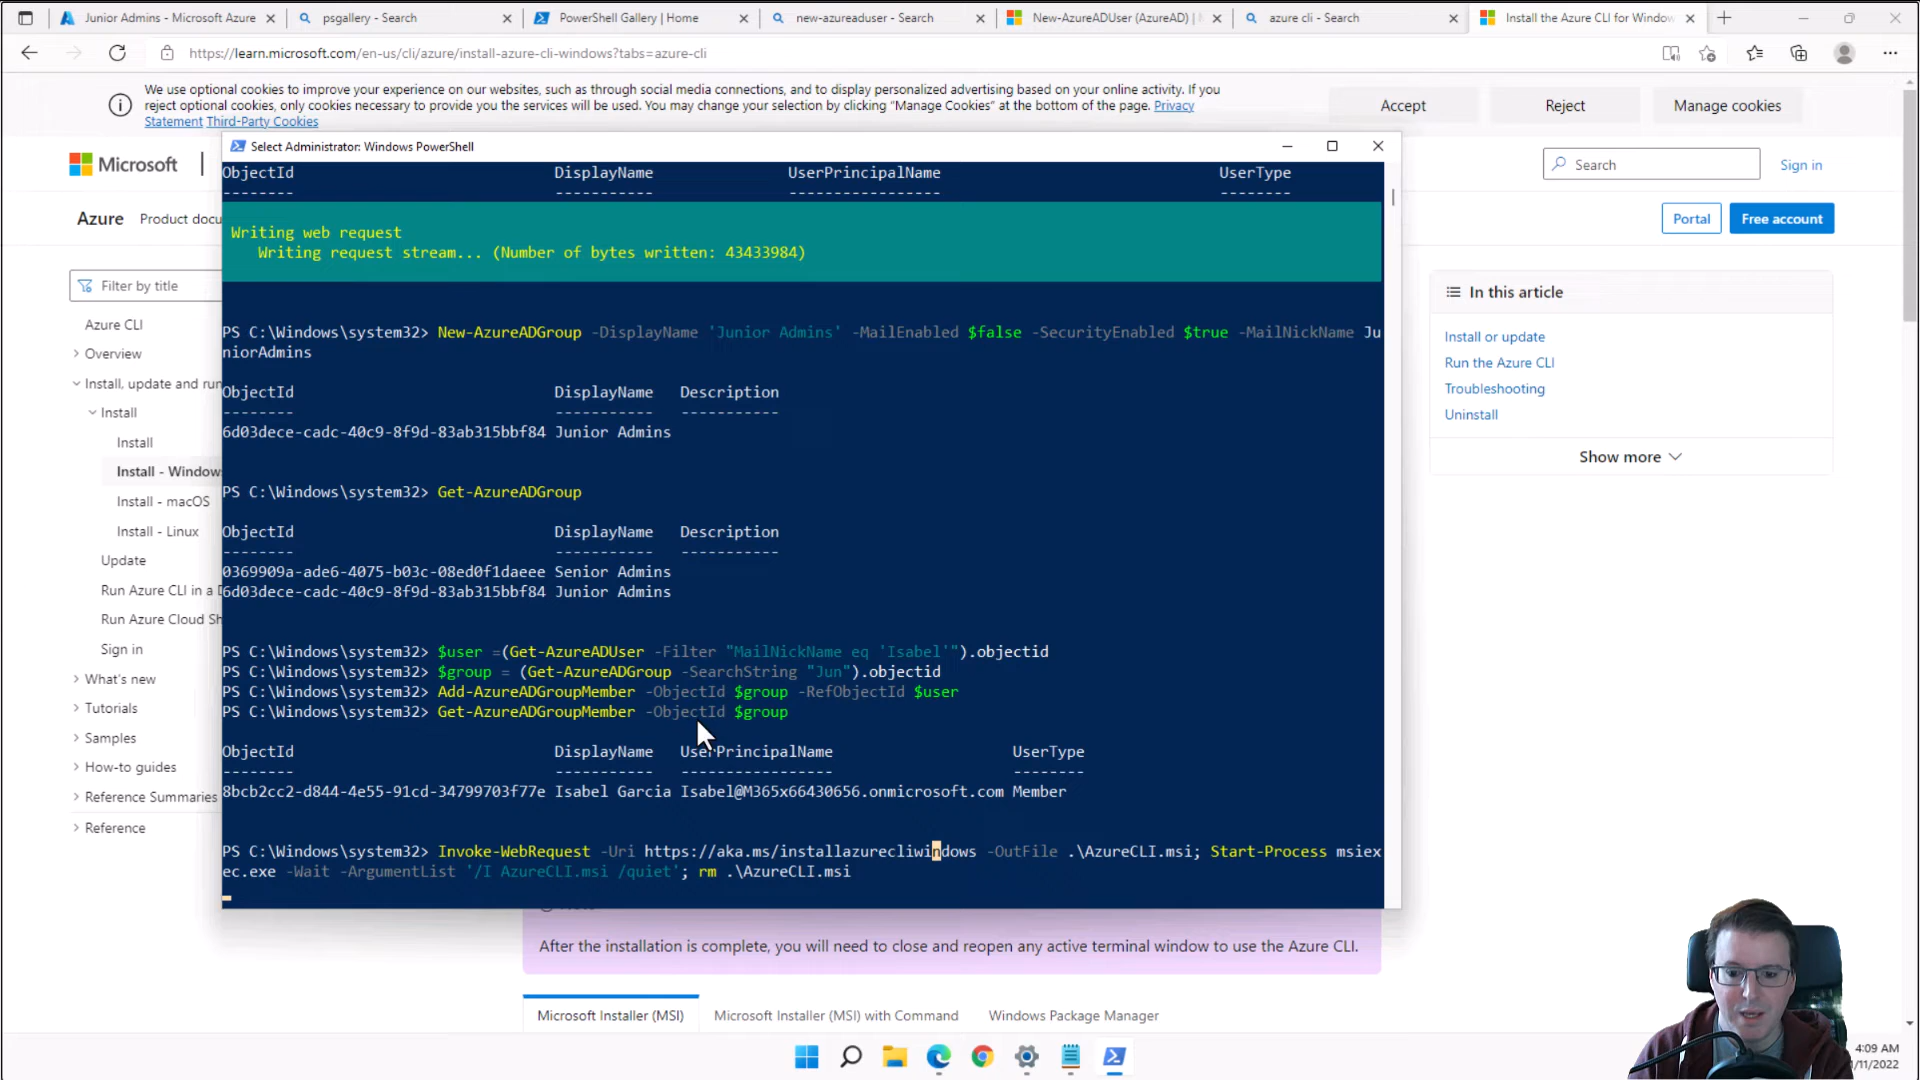 Junior Admins - Microsoft Azure
psgallery - Search
PowerShell Gallery | Home
new-azureaduser - Search
New-AzureADUser (AzureAD) |
azure cli - Search
Install the Azure CLI for Window
https://learn.microsoft.com/en-us/cli/azure/install-azure-cli-windows?tabs=azure-cli
We use optional cookies to improve your experience on our websites, such as through social media connections, and to display personalized advertising based on your online activity. If you
reject optional cookies, only cookies necessary to provide you the services will be used. You may change your selection by clicking “Manage Cookies” at the bottom of the page. Privacy
Statement Third-Party Cookies
Accept
Reject
Manage cookies
Microsoft
Search
Sign in
Azure
Product docu
Portal
Free account
Filter by title
Azure CLI
Overview
Install, update and run
Install
Install
Install - Windows
Install - macOS
Install - Linux
Update
Run Azure CLI in a D
Run Azure Cloud Sh
Sign in
What's new
Tutorials
Samples
How-to guides
Reference Summaries
Reference
Select Administrator: Windows PowerShell
ObjectId DisplayName UserPrincipalName UserType
-------- ----------- ----------------- --------
Writing web request
Writing request stream... (Number of bytes written: 43433984)
PS C:\Windows\system32> New-AzureADGroup -DisplayName 'Junior Admins' -MailEnabled $false -SecurityEnabled $true -MailNickName Ju
niorAdmins
ObjectId DisplayName Description
-------- ----------- -----------
6d03dece-cadc-40c9-8f9d-83ab315bbf84 Junior Admins
PS C:\Windows\system32> Get-AzureADGroup
ObjectId DisplayName Description
-------- ----------- -----------
0369909a-ade6-4075-b03c-08ed0f1daeee Senior Admins
6d03dece-cadc-40c9-8f9d-83ab315bbf84 Junior Admins
PS C:\Windows\system32> $user =(Get-AzureADUser -Filter "MailNickName eq 'Isabel'").objectid
PS C:\Windows\system32> $group = (Get-AzureADGroup -SearchString "Jun").objectid
PS C:\Windows\system32> Add-AzureADGroupMember -ObjectId $group -RefObjectId $user
PS C:\Windows\system32> Get-AzureADGroupMember -ObjectId $group
ObjectId DisplayName UserPrincipalName UserType
-------- ----------- ----------------- --------
8bcb2cc2-d844-4e55-91cd-34799703f77e Isabel Garcia Isabel@M365x66430656.onmicrosoft.com Member
PS C:\Windows\system32> Invoke-WebRequest -Uri https://aka.ms/installazurecliwindows -OutFile .\AzureCLI.msi; Start-Process msiex
ec.exe -Wait -ArgumentList '/I AzureCLI.msi /quiet'; rm .\AzureCLI.msi
In this article
Install or update
Run the Azure CLI
Troubleshooting
Uninstall
Show more
After the installation is complete, you will need to close and reopen any active terminal window to use the Azure CLI.
Microsoft Installer (MSI)
Microsoft Installer (MSI) with Command
Windows Package Manager
4:09 AM
/11/2022